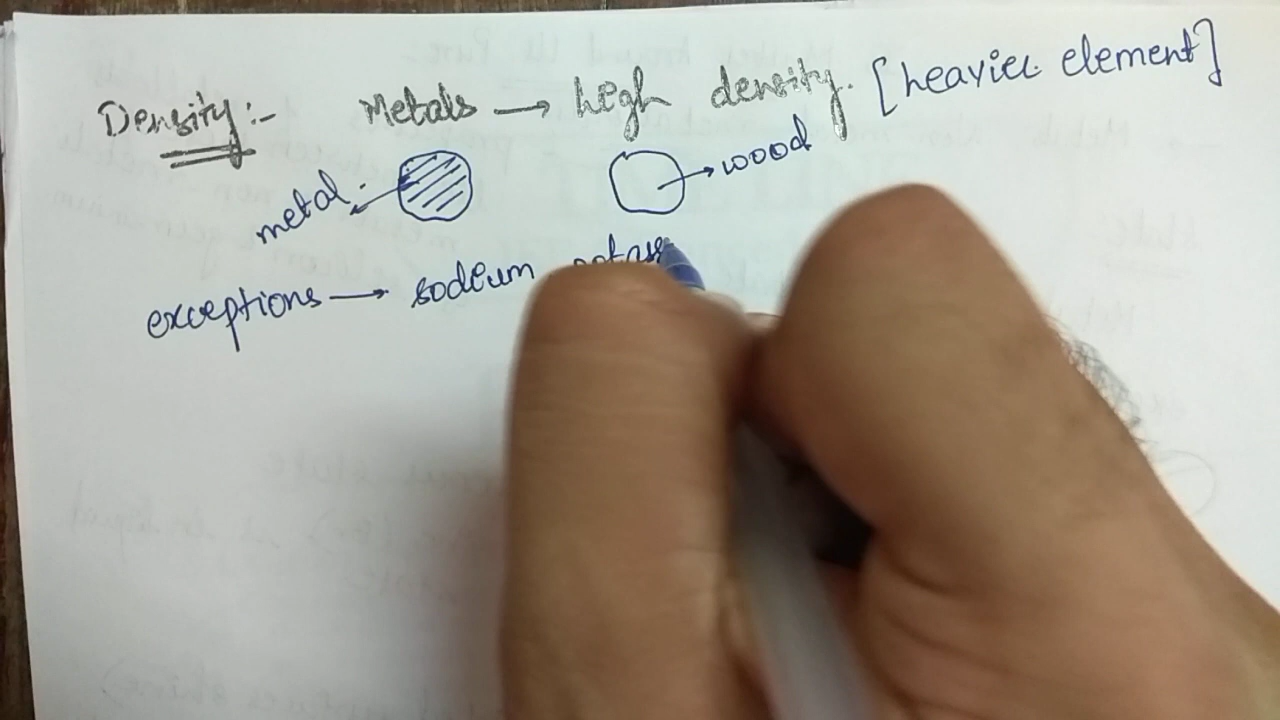 Density:- Metals → high density. [heavier element]
metal. → wood
exceptions → sodium